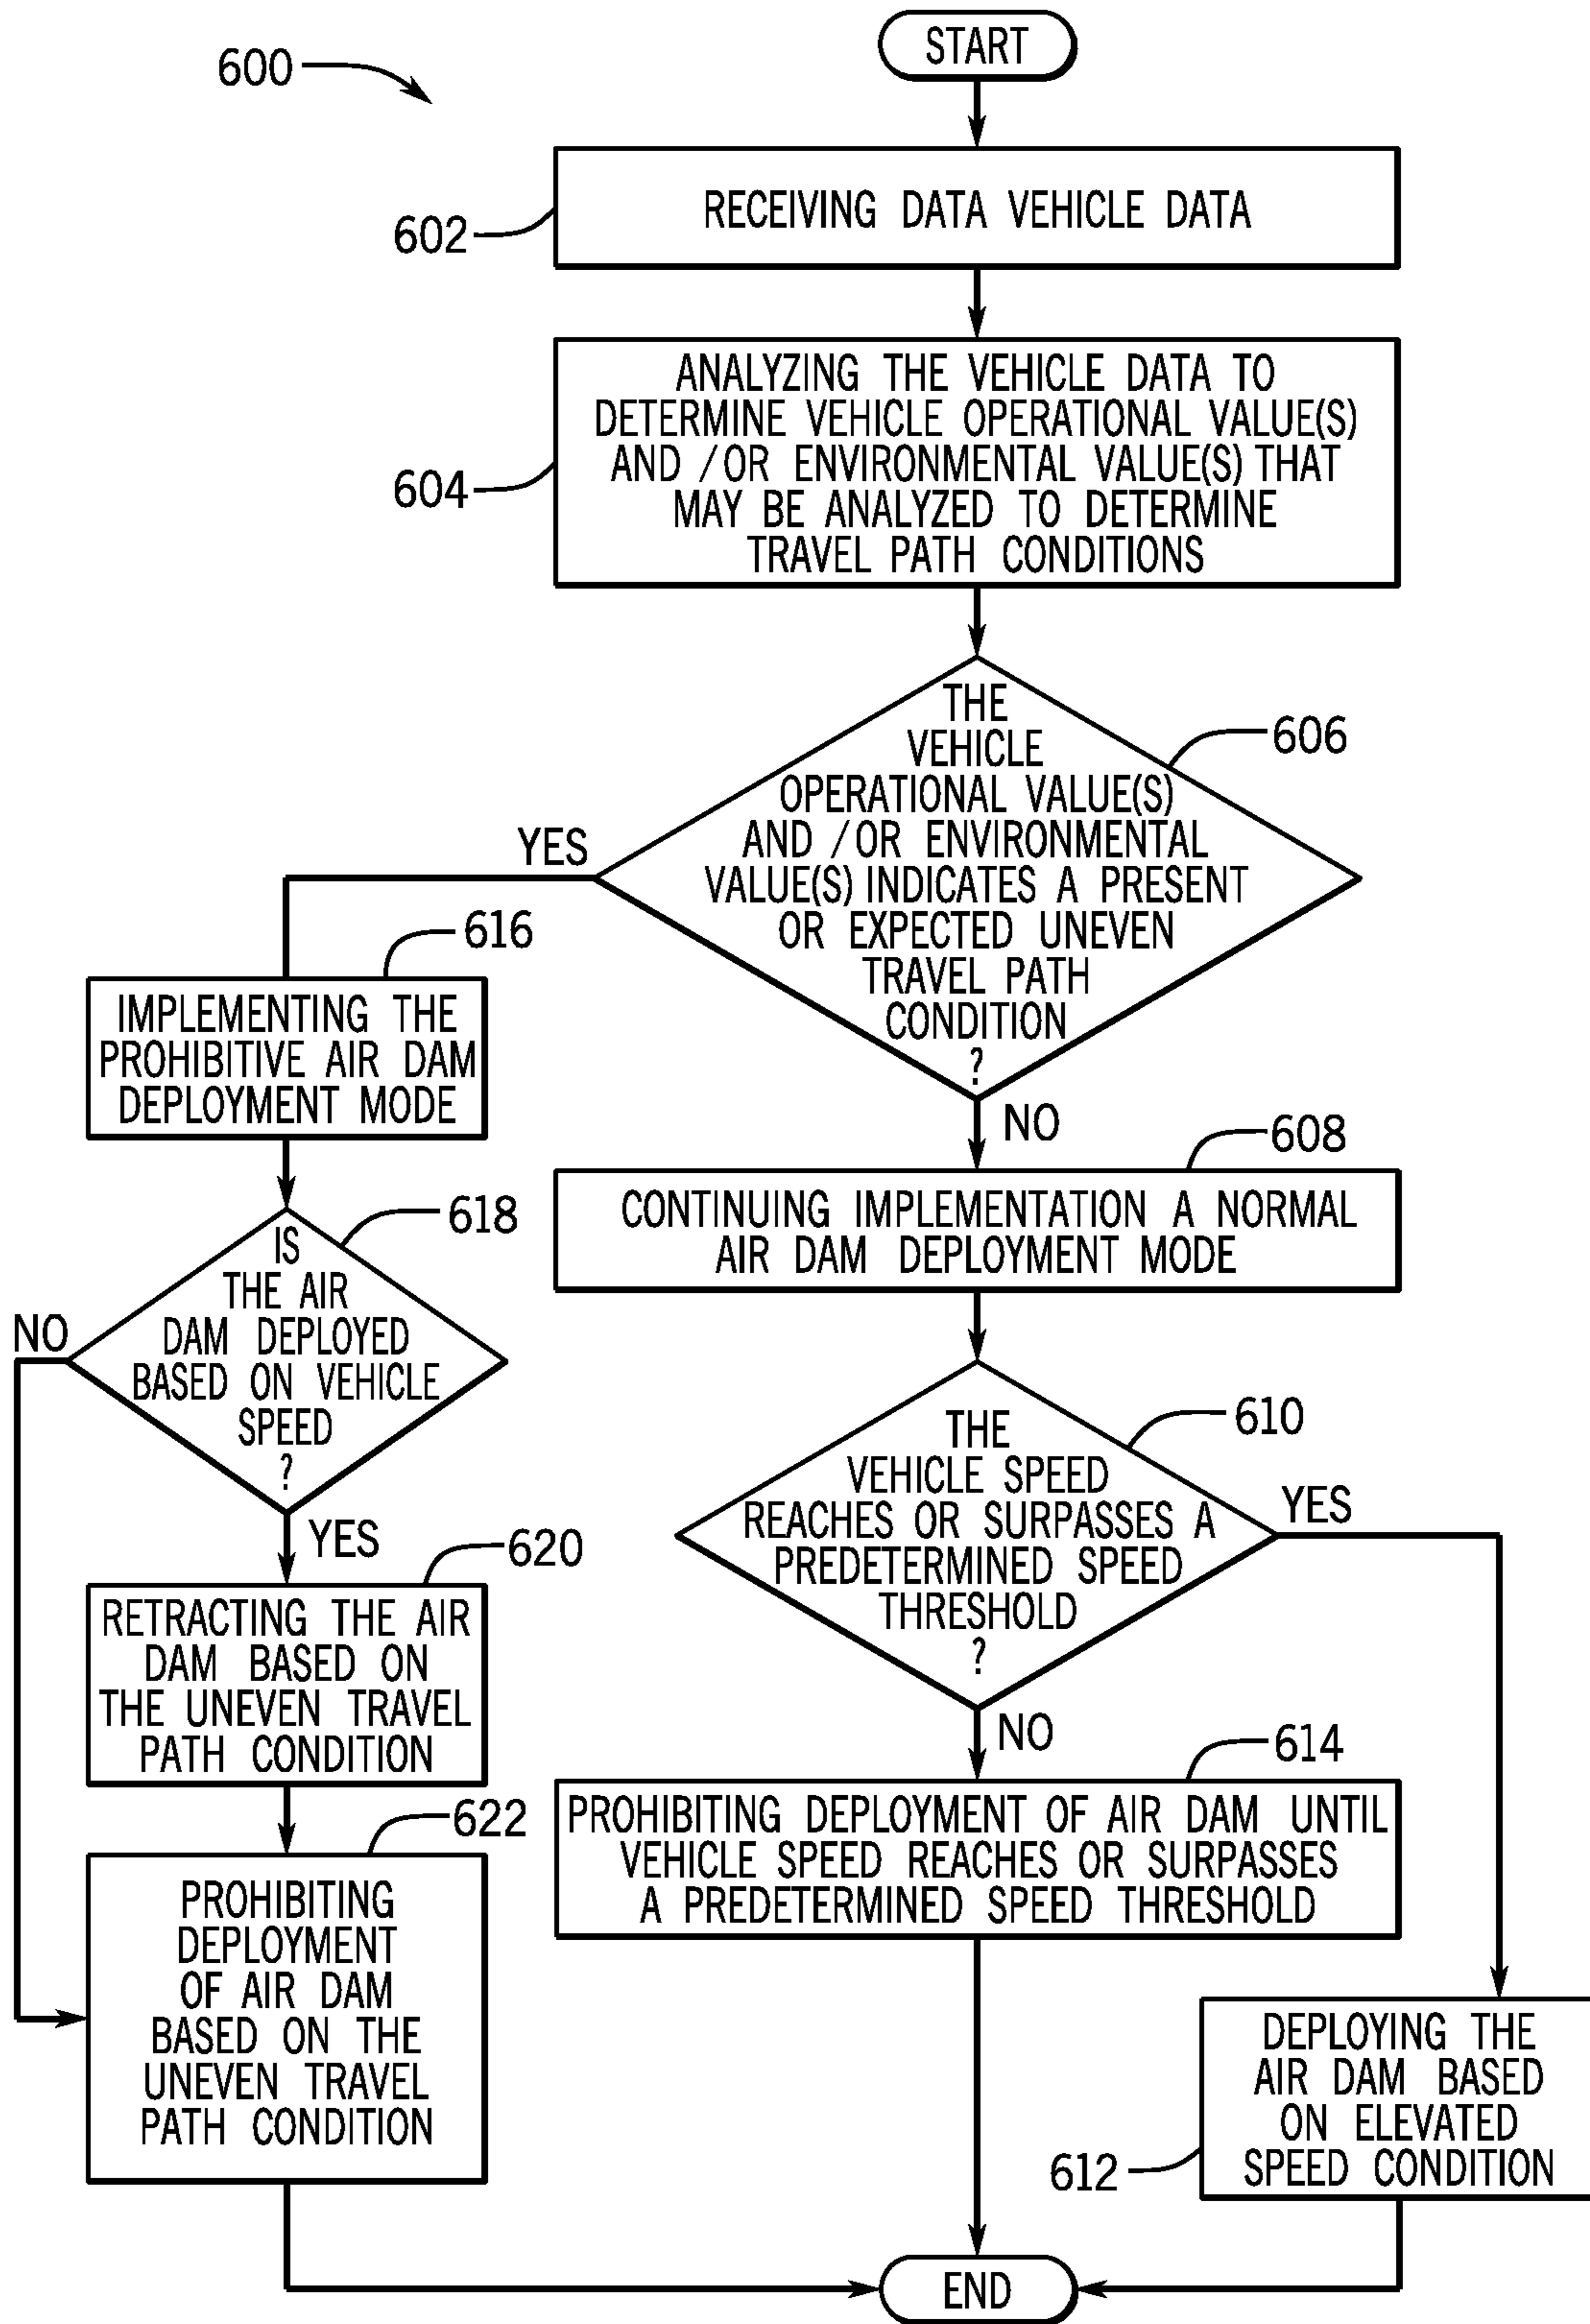 600
START
RECEIVING DATA VEHICLE DATA
602
ANALYZING THE VEHICLE DATA TO
DETERMINE VEHICLE OPERATIONAL VALUE(S)
AND /OR ENVIRONMENTAL VALUE(S) THAT
MAY BE ANALYZED TO DETERMINE
TRAVEL PATH CONDITIONS
604
THE
VEHICLE
OPERATIONAL VALUE(S)
AND /OR ENVIRONMENTAL
VALUE(S) INDICATES A PRESENT
OR EXPECTED UNEVEN
TRAVEL PATH
CONDITION
?
606
YES
NO
616
IMPLEMENTING THE
PROHIBITIVE AIR DAM
DEPLOYMENT MODE
618
IS
THE AIR
DAM DEPLOYED
BASED ON VEHICLE
SPEED
?
NO
YES
620
RETRACTING THE AIR
DAM BASED ON
THE UNEVEN TRAVEL
PATH CONDITION
622
PROHIBITING
DEPLOYMENT
OF AIR DAM
BASED ON THE
UNEVEN TRAVEL
PATH CONDITION
608
CONTINUING IMPLEMENTATION A NORMAL
AIR DAM DEPLOYMENT MODE
610
THE
VEHICLE SPEED
REACHES OR SURPASSES A
PREDETERMINED SPEED
THRESHOLD
?
YES
NO
614
PROHIBITING DEPLOYMENT OF AIR DAM UNTIL
VEHICLE SPEED REACHES OR SURPASSES
A PREDETERMINED SPEED THRESHOLD
DEPLOYING THE
AIR DAM BASED
ON ELEVATED
SPEED CONDITION
612
END